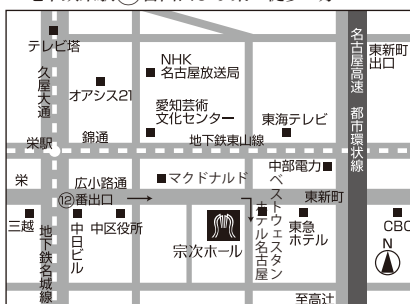 テレビ塔
久屋大通
オアシス21
NHK
名古屋放送局
愛知芸術
文化センター
東海テレビ
名古屋高速 都市環状線
東新町
出口
栄駅
錦通
地下鉄東山線
中部電力
栄
広小路通
マクドナルド
⑫番出口
東新町
三越
地下鉄名城線
中日ビル
中区役所
宗次ホール
ベストウェスタン
ホテル名古屋
東急
ホテル
CBC
N
至高辻